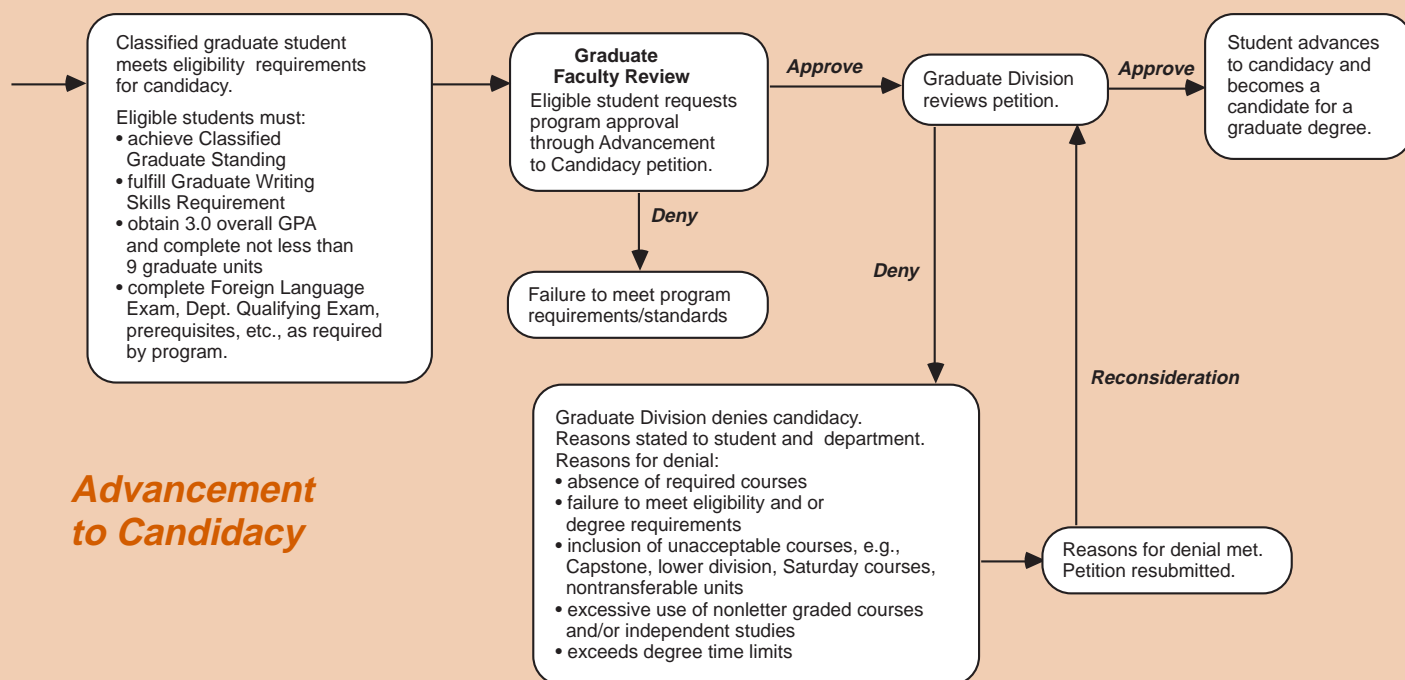 Classified graduate student
meets eligibility requirements
for candidacy.
Eligible students must:
• achieve Classified
Graduate Standing
• fulfill Graduate Writing
Skills Requirement
• obtain 3.0 overall GPA
and complete not less than
9 graduate units
• complete Foreign Language
Exam, Dept. Qualifying Exam,
prerequisites, etc., as required
by program.
Graduate
Faculty Review
Eligible student requests
program approval
through Advancement
to Candidacy petition.
Approve
Graduate Division
reviews petition.
Approve
Student advances
to candidacy and
becomes a
candidate for a
graduate degree.
Deny
Failure to meet program
requirements/standards
Deny
Reconsideration
Graduate Division denies candidacy.
Reasons stated to student and department.
Reasons for denial:
• absence of required courses
• failure to meet eligibility and or
degree requirements
• inclusion of unacceptable courses, e.g.,
Capstone, lower division, Saturday courses,
nontransferable units
• excessive use of nonletter graded courses
and/or independent studies
• exceeds degree time limits
Reasons for denial met.
Petition resubmitted.
Advancement
to Candidacy